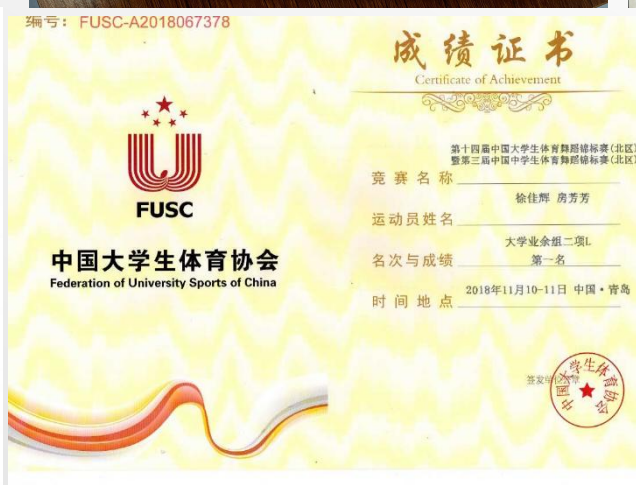 编号： FUSC-A2018067378
FUSC
中国大学生体育协会
Federation of University Sports of China
成绩证书
Certificate of Achievement
第十四届中国大学生体育舞蹈锦标赛(北区)
暨第三届中国中学生体育舞蹈锦标赛(北区)
竞赛名称
徐佳辉 房芳芳
运动员姓名
大学业余组二项L
名次与成绩 第一名
时间地点 2018年11月10-11日 中国·青岛
签发单位
中国大学生体育协会